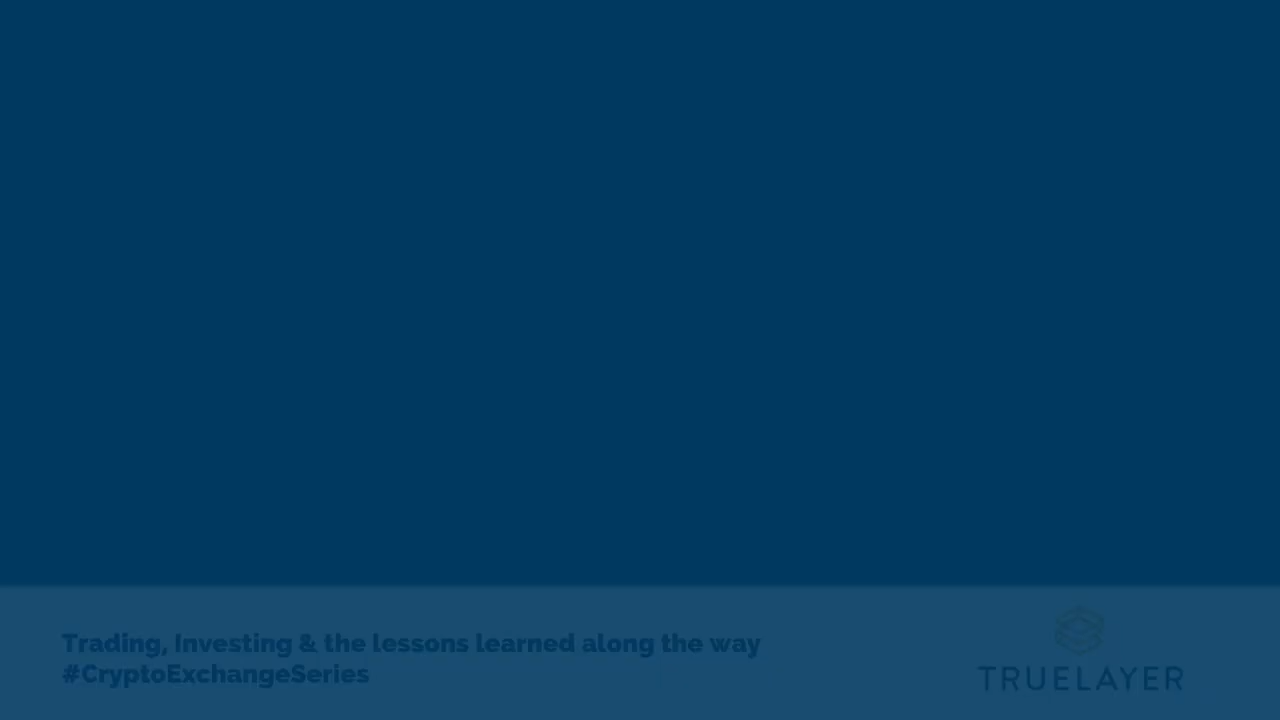 Trading, Investing & the lessons learned along the way
#CryptoExchangeSeries
TRUELAYER